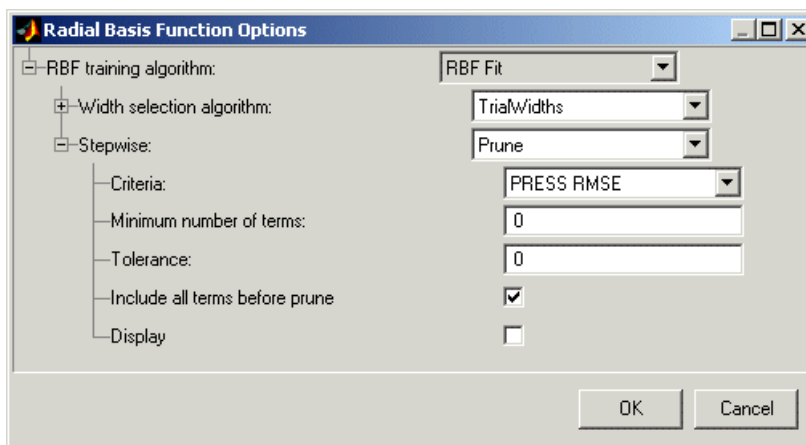 Radial Basis Function Options
RBF training algorithm: RBF Fit
Width selection algorithm: TrialWidths
Stepwise: Prune
Criteria: PRESS RMSE
Minimum number of terms: 0
Tolerance: 0
Include all terms before prune
Display
OK Cancel